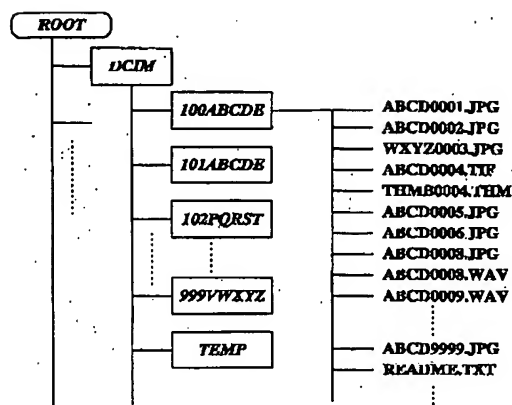 ROOT
DCIM
100ABCDE
101ABCDE
102PQRST
999VWXYZ
TEMP
ABCD0001.JPG
ABCD0002.JPG
WXYZ0003.JPG
ABCD0004.TIF
THMB0004.THM
ABCD0005.JPG
ABCD0006.JPG
ABCD0008.JPG
ABCD0008.WAV
ABCD0009.WAV
ABCD9999.JPG
README.TXT